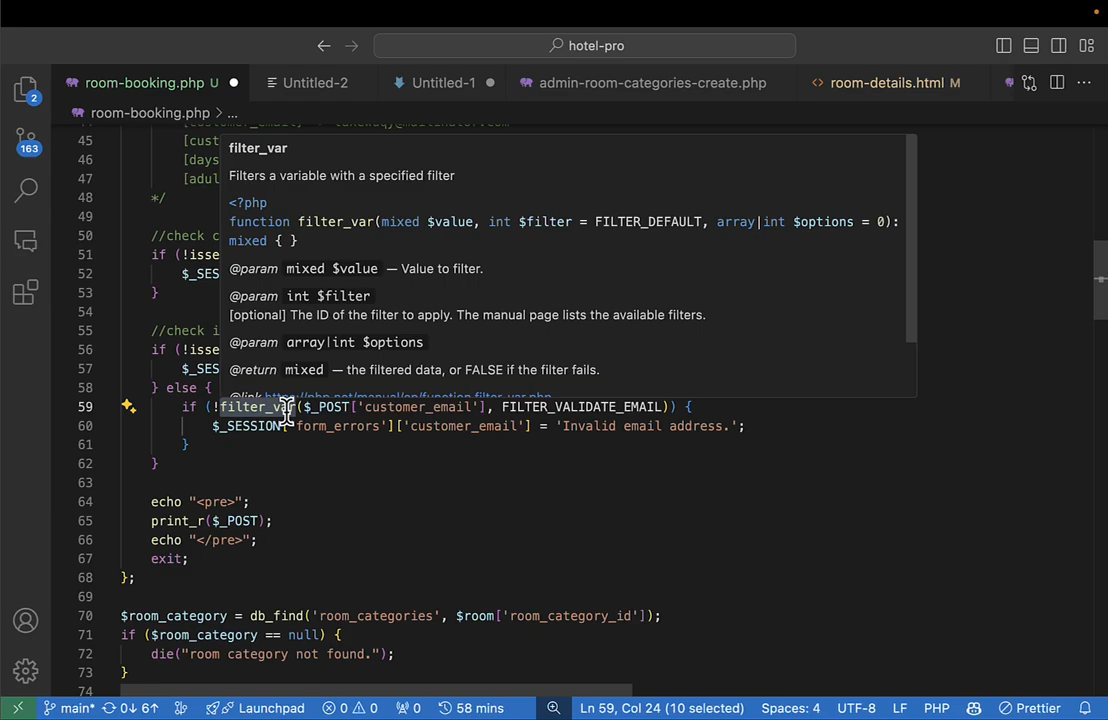 hotel-pro
room-booking.php U
Untitled-2
Untitled-1
admin-room-categories-create.php
room-details.html M
room-booking.php > ...
2
163
45 [cust
46 [days
47 [adul
48 */
49
50 //check c
51 if (!isse
52 $_SES
53 }
54
55 //check i
56 if (!isse
57 $_SES
58 } else {
59 if (!filter_var($_POST['customer_email'], FILTER_VALIDATE_EMAIL)) {
60 $_SESSION['form_errors']['customer_email'] = 'Invalid email address.';
61 }
62 }
63
64 echo "<pre>";
65 print_r($_POST);
66 echo "</pre>";
67 exit;
68 };
69
70 $room_category = db_find('room_categories', $room['room_category_id']);
71 if ($room_category == null) {
72 die("room category not found.");
73 }
74
filter_var
Filters a variable with a specified filter
<?php
function filter_var(mixed $value, int $filter = FILTER_DEFAULT, array|int $options = 0):
mixed { }
@param mixed $value — Value to filter.
@param int $filter
[optional] The ID of the filter to apply. The manual page lists the available filters.
@param array|int $options
@return mixed — the filtered data, or FALSE if the filter fails.
main* 0↓ 6↑ Launchpad 0 0 0 58 mins Ln 59, Col 24 (10 selected) Spaces: 4 UTF-8 LF PHP Prettier